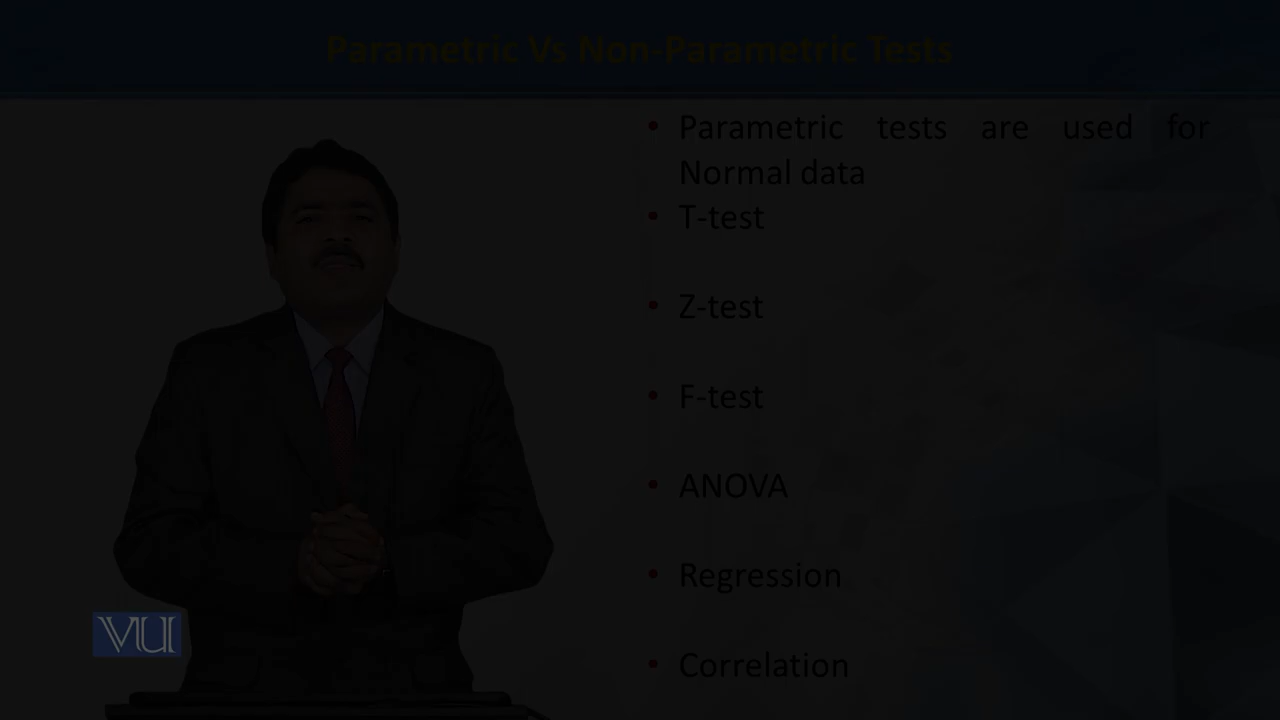 Parametric Vs Non-Parametric Tests
• Parametric tests are used for
Normal data
• T-test
• Z-test
• F-test
• ANOVA
• Regression
• Correlation
VU